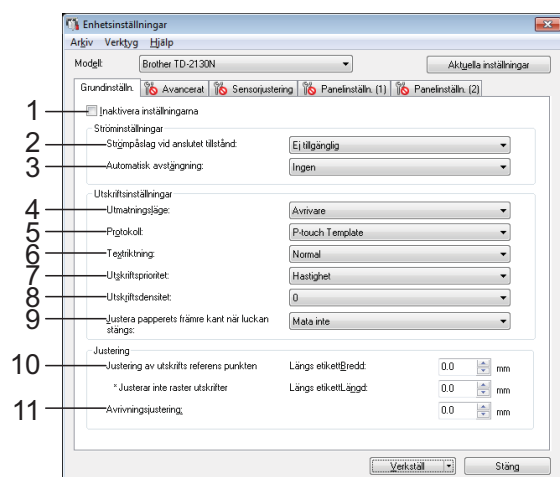 Enhetsinställningar
Arkiv Verktyg Hjälp
Modell: Brother TD-2130N Aktuella inställningar
Grundinställn. Avancerat Sensorjustering Panelinställn. (1) Panelinställn. (2)
1 Inaktivera inställningarna
Ströminställningar
2 Strömpåslag vid anslutet tillstånd: Ej tillgänglig
3 Automatisk avstängning: Ingen
Utskriftsinställningar
4 Utmatningsläge: Avrivare
5 Protokoll: P-touch Template
6 Textriktning: Normal
7 Utskriftsprioritet: Hastighet
8 Utskriftsdensitet: 0
9 Justera papperets främre kant när luckan stängs: Mata inte
Justering
10 Justering av utskrifts referens punkten Längs etikettBredd: 0.0 mm
* Justerar inte raster utskrifter Längs etikettLängd: 0.0 mm
11 Avrivningsjustering: 0.0 mm
Verkställ Stäng